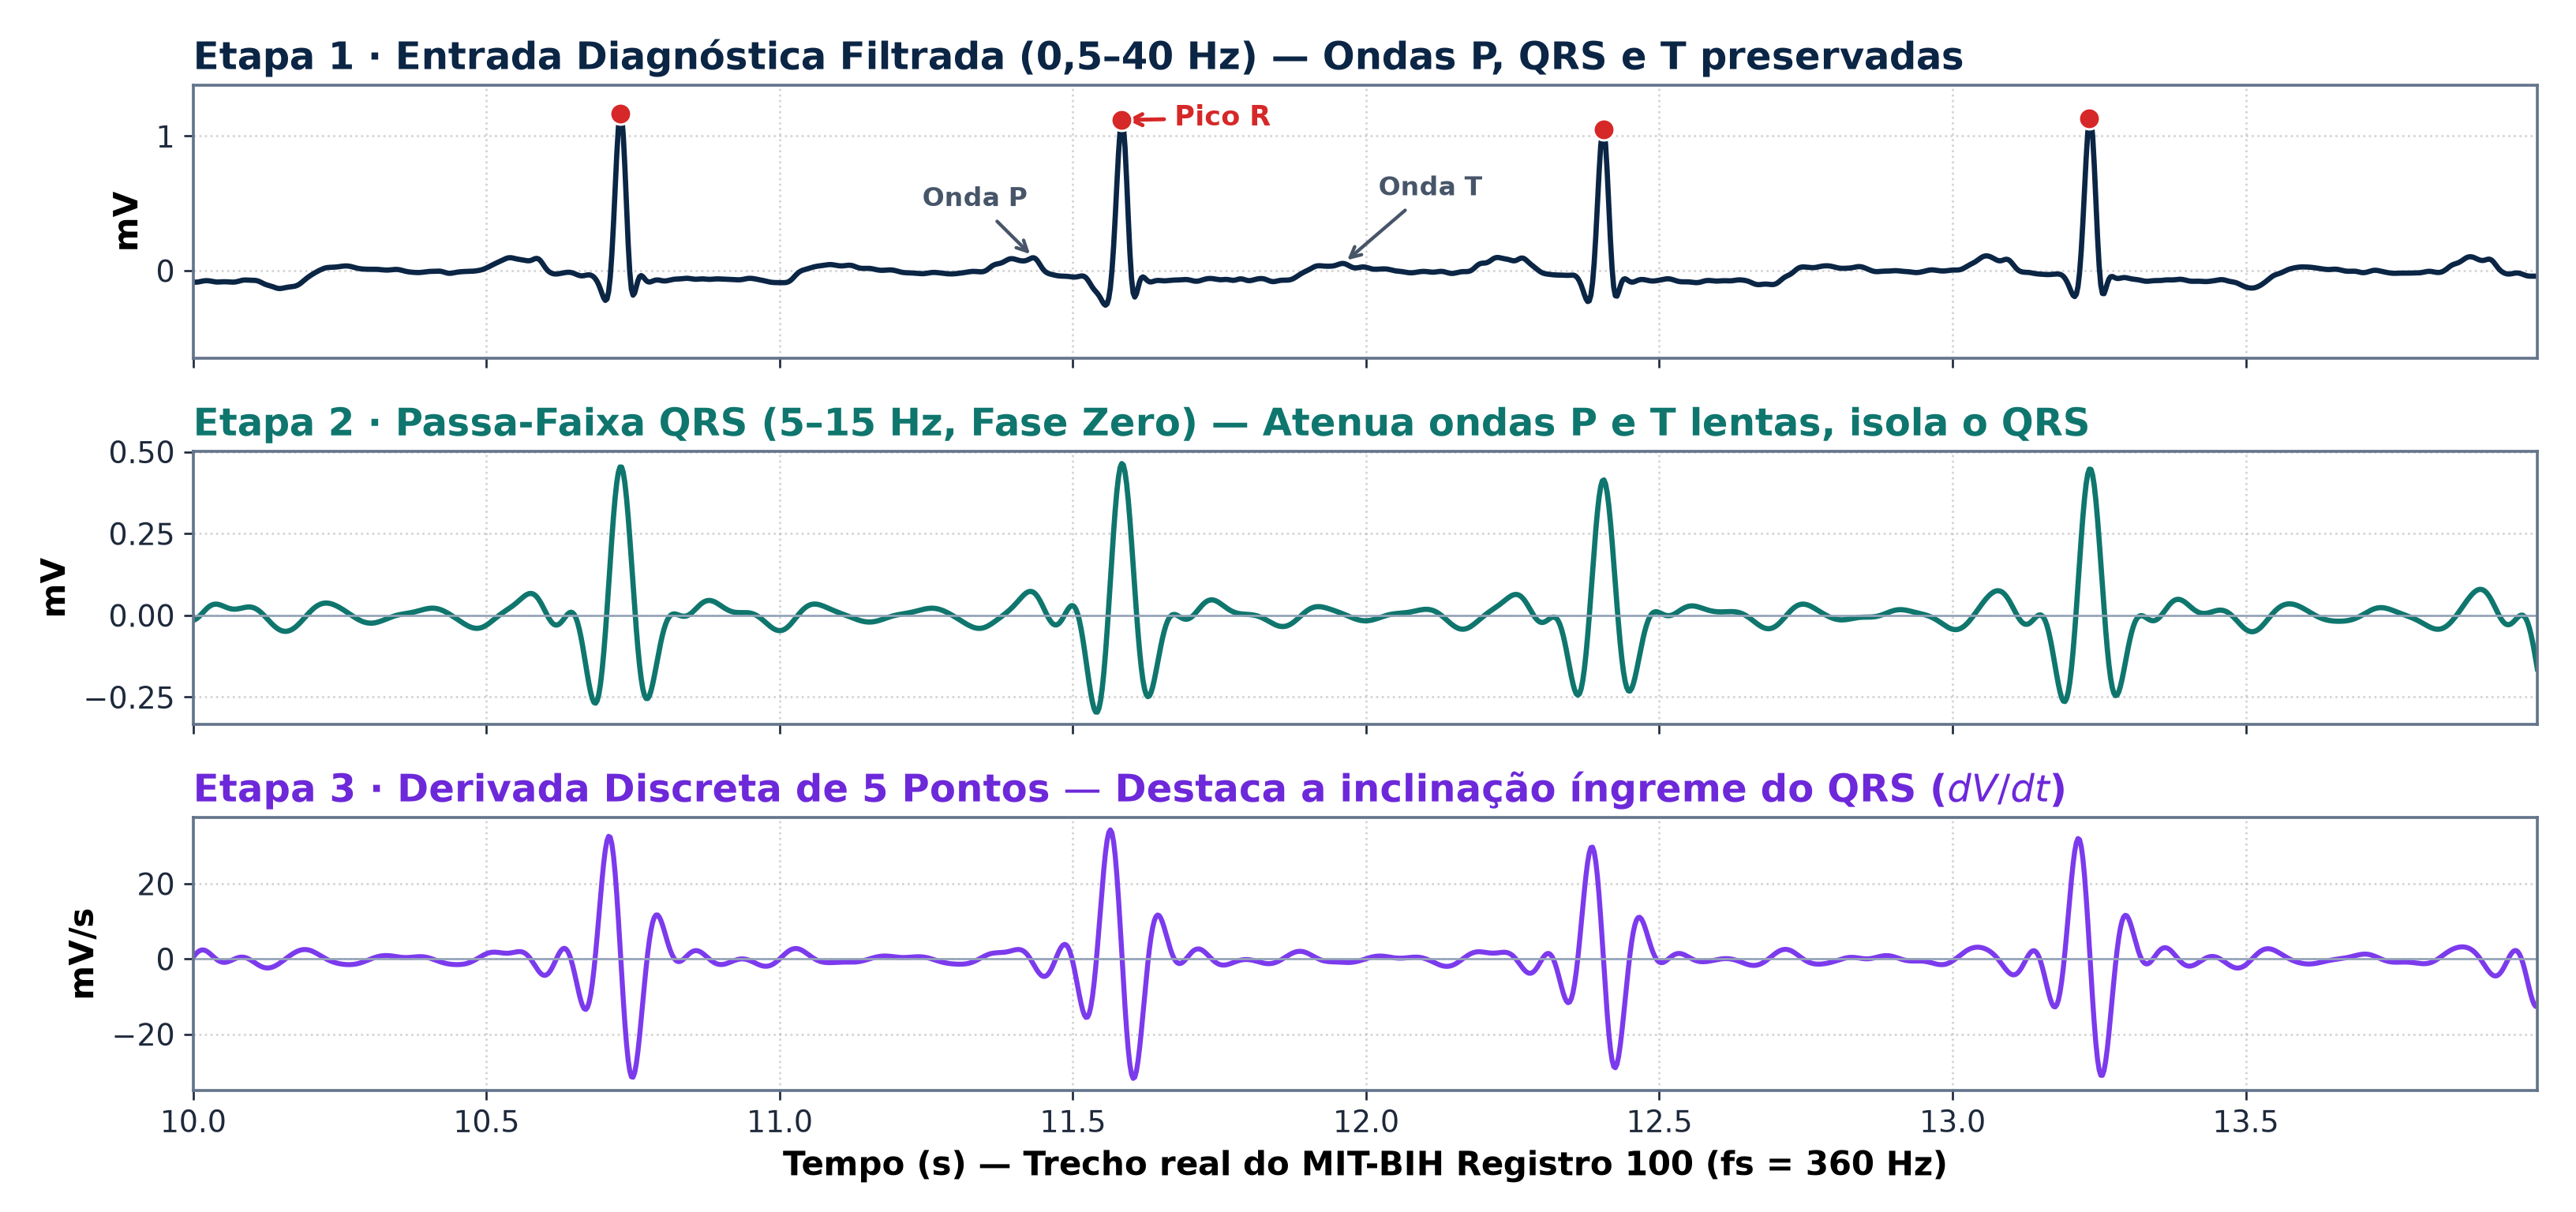 Etapa 1 · Entrada Diagnóstica Filtrada (0,5–40 Hz) — Ondas P, QRS e T preservadas
mV
1
0
Pico R
Onda P
Onda T
Etapa 2 · Passa-Faixa QRS (5–15 Hz, Fase Zero) — Atenua ondas P e T lentas, isola o QRS
mV
0.50
0.25
0.00
−0.25
Etapa 3 · Derivada Discreta de 5 Pontos — Destaca a inclinação íngreme do QRS (dV/dt)
mV/s
20
0
−20
10.0 10.5 11.0 11.5 12.0 12.5 13.0 13.5
Tempo (s) — Trecho real do MIT-BIH Registro 100 (fs = 360 Hz)